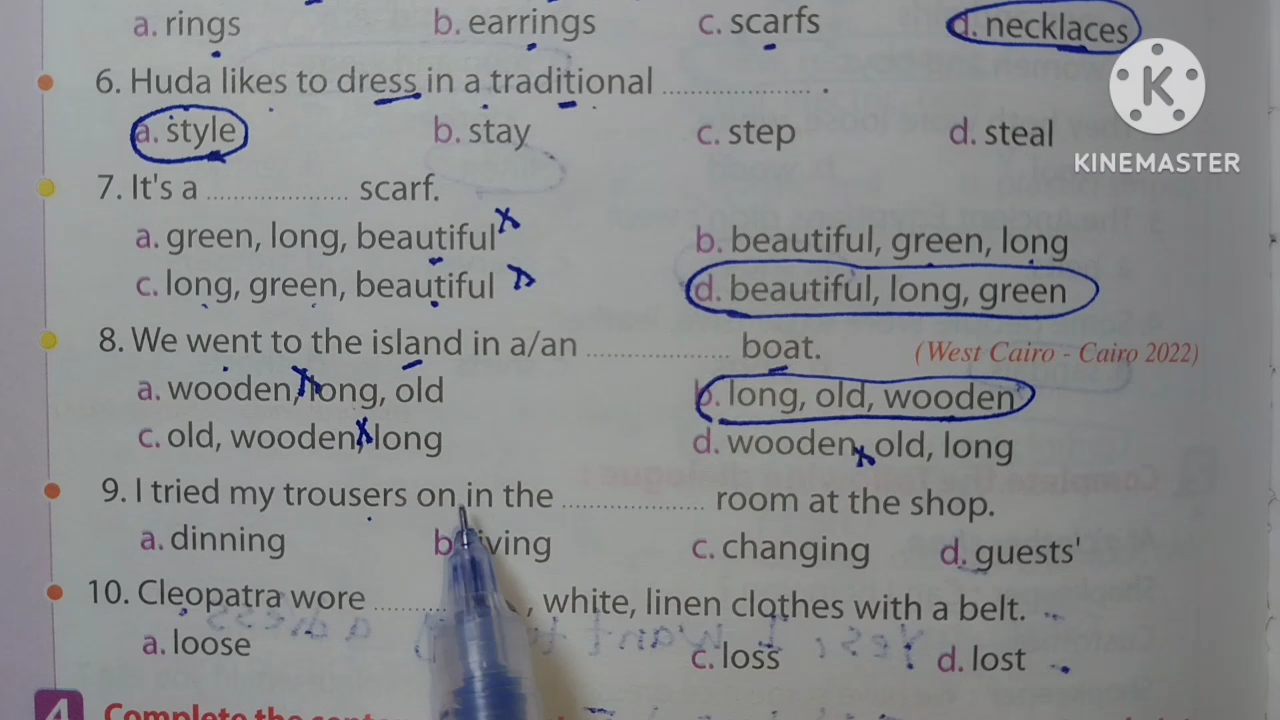 a. rings b. earrings c. scarfs d. necklaces
6. Huda likes to dress in a traditional .................... .
a. style b. stay c. step d. steal
KINEMASTER
7. It's a .................... scarf.
a. green, long, beautiful b. beautiful, green, long
c. long, green, beautiful d. beautiful, long, green
8. We went to the island in a/an .................... boat. (West Cairo - Cairo 2022)
a. wooden, long, old b. long, old, wooden
c. old, wooden, long d. wooden, old, long
9. I tried my trousers on in the .................... room at the shop.
a. dinning b. living c. changing d. guests'
10. Cleopatra wore .......... , white, linen clothes with a belt.
a. loose c. loss d. lost
4 Complete the